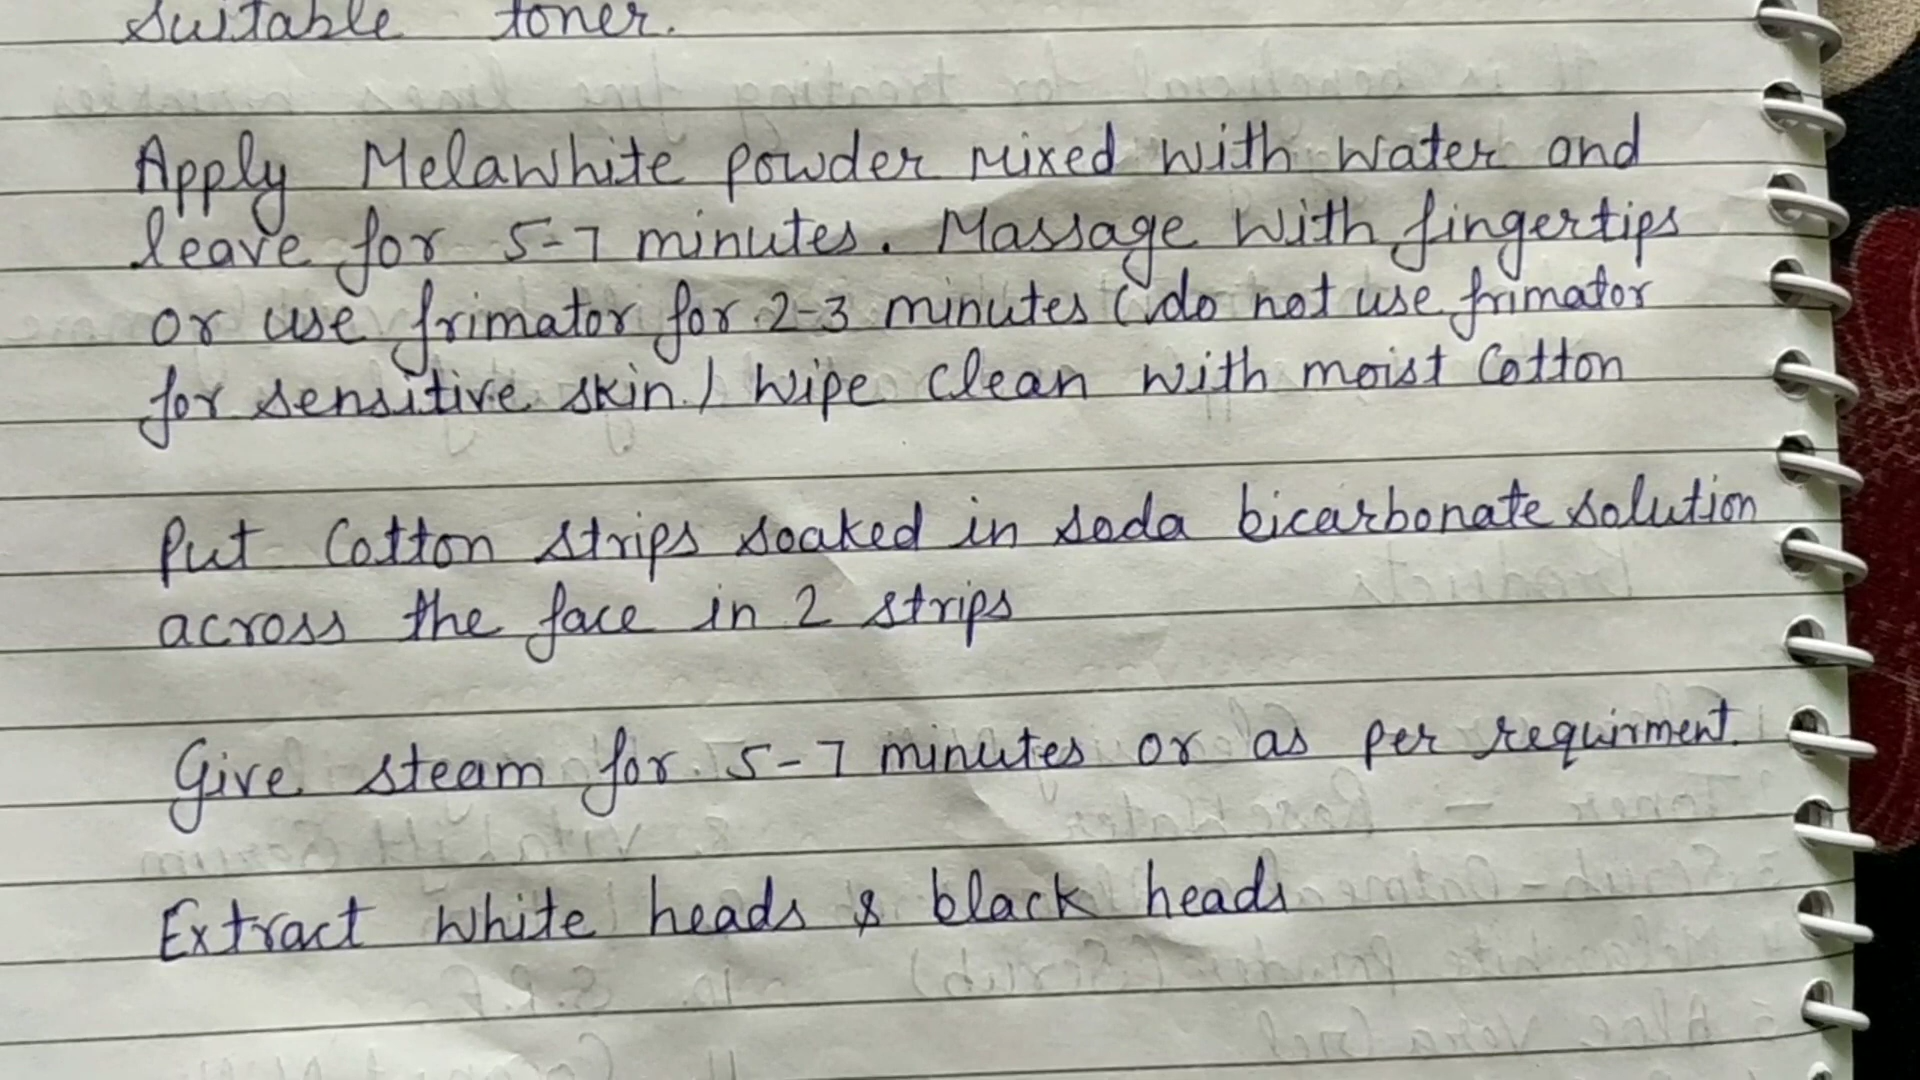 suitable toner.
Apply Melawhite powder mixed with water and
leave for 5-7 minutes. Massage with fingertips
or use frimator for 2-3 minutes (do not use frimator
for sensitive skin.) wipe clean with moist cotton
Put cotton strips soaked in soda bicarbonate solution
across the face in 2 strips
Give steam for 5-7 minutes or as per requirment.
Extract white heads & black heads